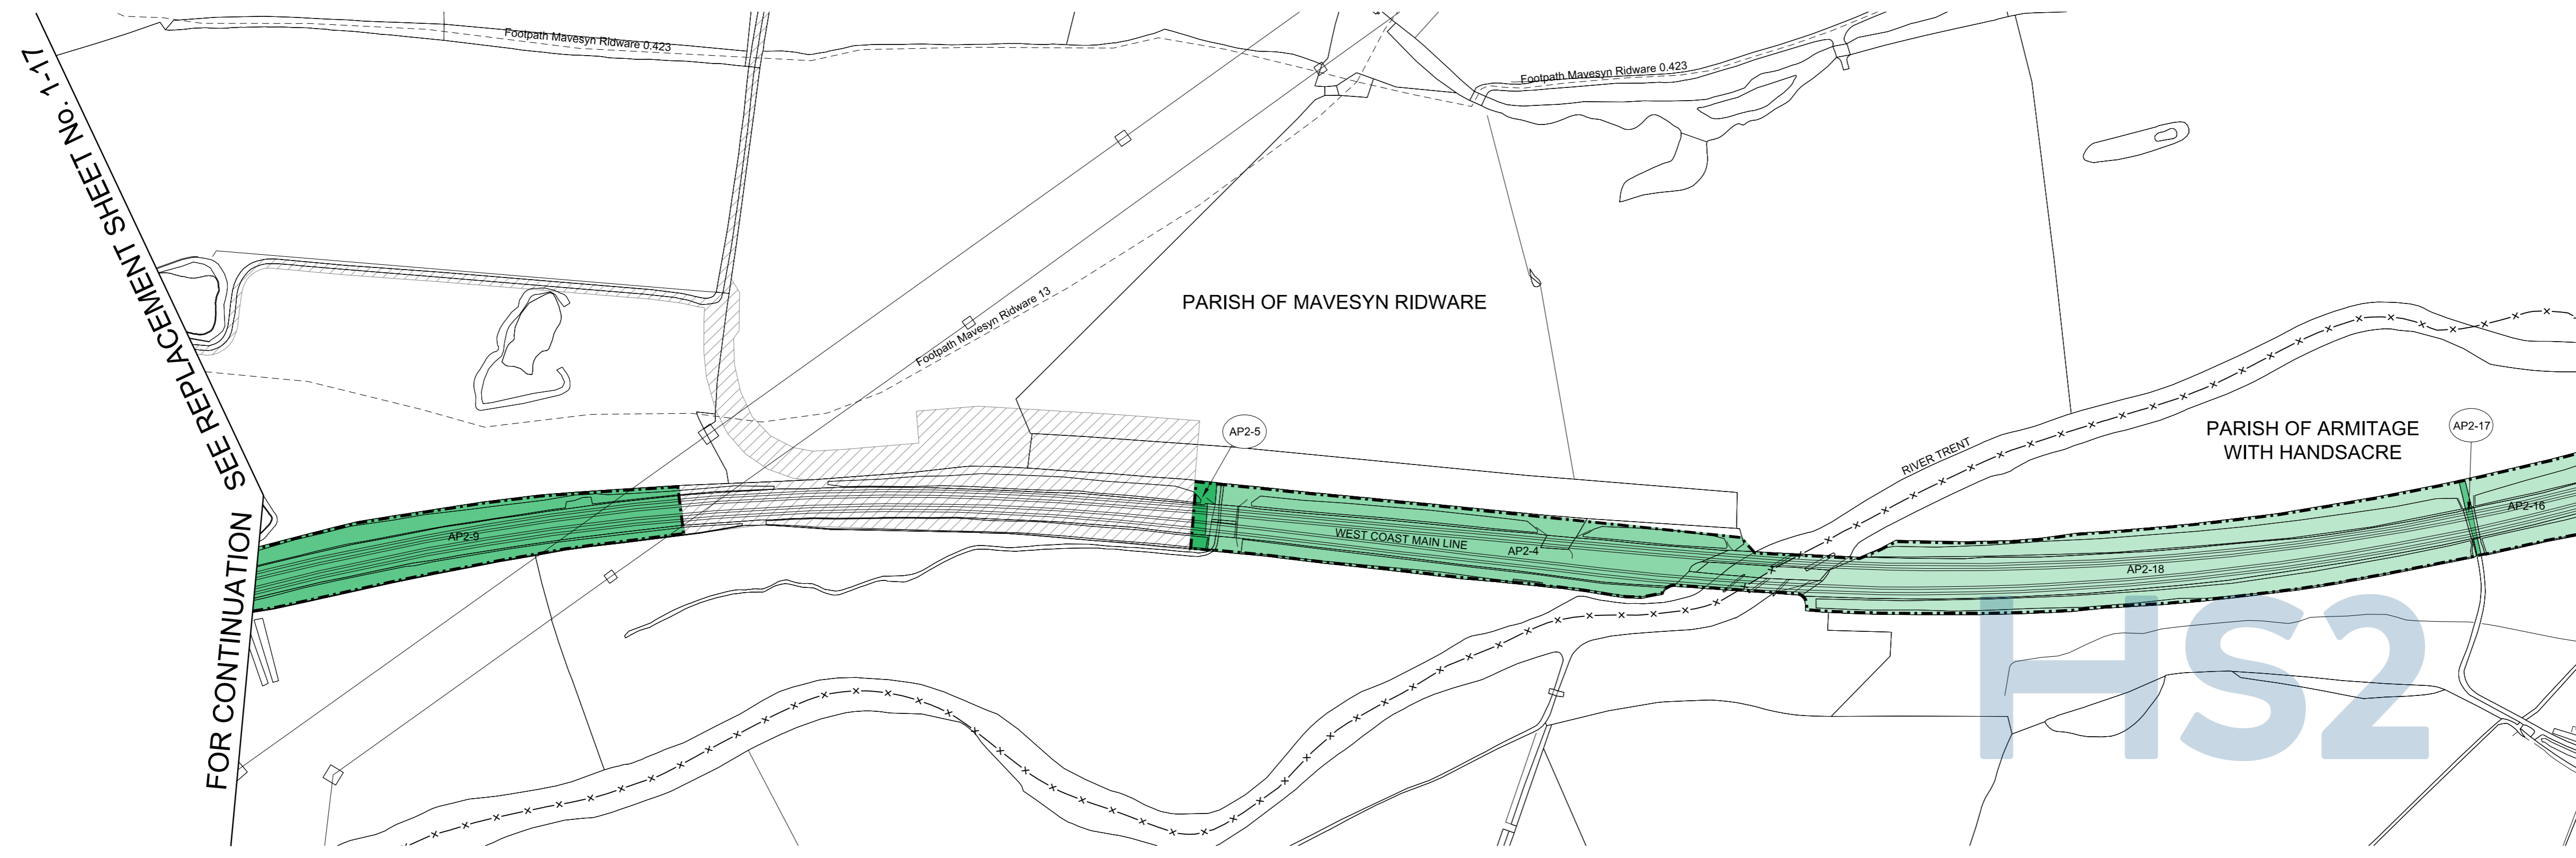 Footpath Mavesyn Ridware 0.423
Footpath Mavesyn Ridware 0.423
FOR CONTINUATION SEE REPLACEMENT SHEET No. 1-17
Footpath Mavesyn Ridware 13
PARISH OF MAVESYN RIDWARE
AP2-5
RIVER TRENT
PARISH OF ARMITAGE
WITH HANDSACRE
AP2-17
AP2-9
WEST COAST MAIN LINE
AP2-4
AP2-18
AP2-16
HS2